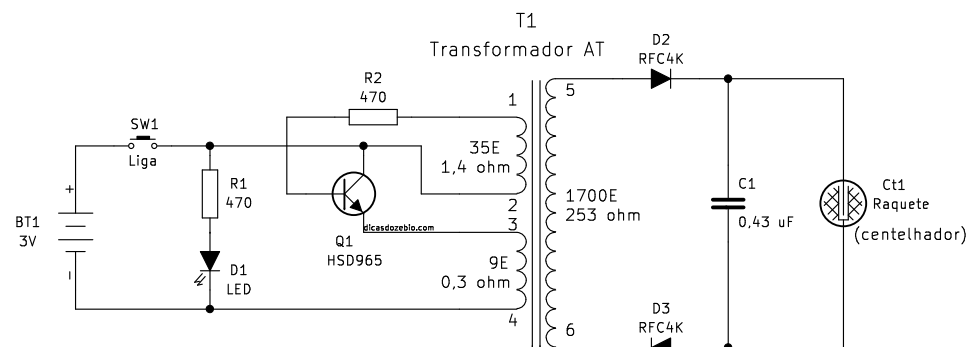 T1
Transformador AT
D2
RFC4K
R2
470
1
5
SW1
Liga
35E
1,4 ohm
R1
470
1700E
253 ohm
C1
0,43 uF
Ct1
Raquete
(centelhador)
+
BT1
3V
-
2
3
dicasdozebio.com
Q1
HSD965
9E
0,3 ohm
D1
LED
4
6
D3
RFC4K